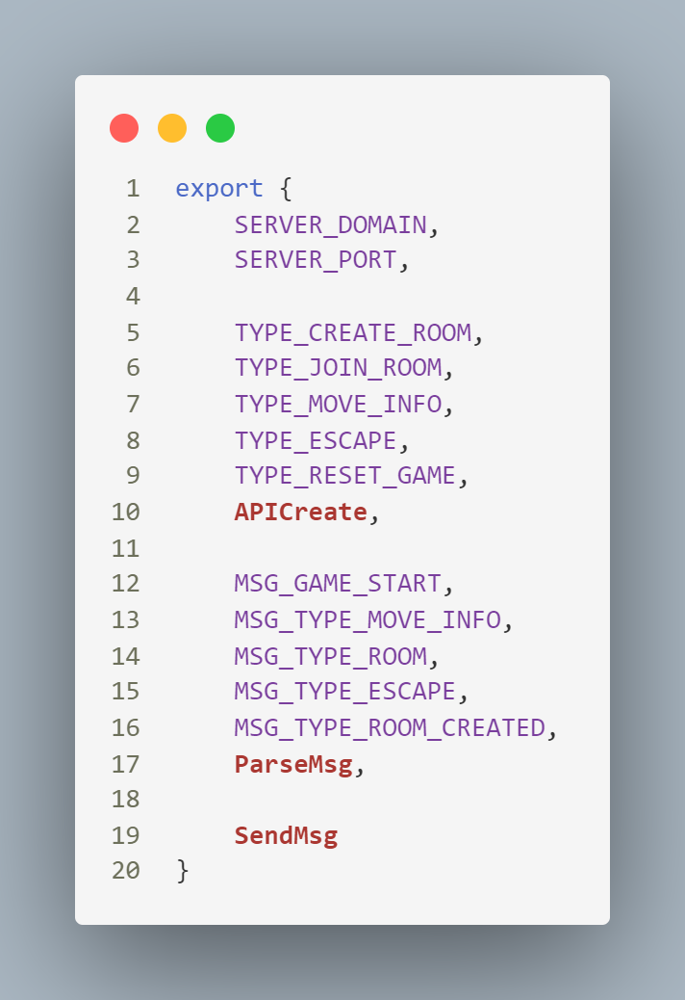 1 export {
2     SERVER_DOMAIN,
3     SERVER_PORT,
4
5     TYPE_CREATE_ROOM,
6     TYPE_JOIN_ROOM,
7     TYPE_MOVE_INFO,
8     TYPE_ESCAPE,
9     TYPE_RESET_GAME,
10     APICreate,
11
12     MSG_GAME_START,
13     MSG_TYPE_MOVE_INFO,
14     MSG_TYPE_ROOM,
15     MSG_TYPE_ESCAPE,
16     MSG_TYPE_ROOM_CREATED,
17     ParseMsg,
18
19     SendMsg
20 }